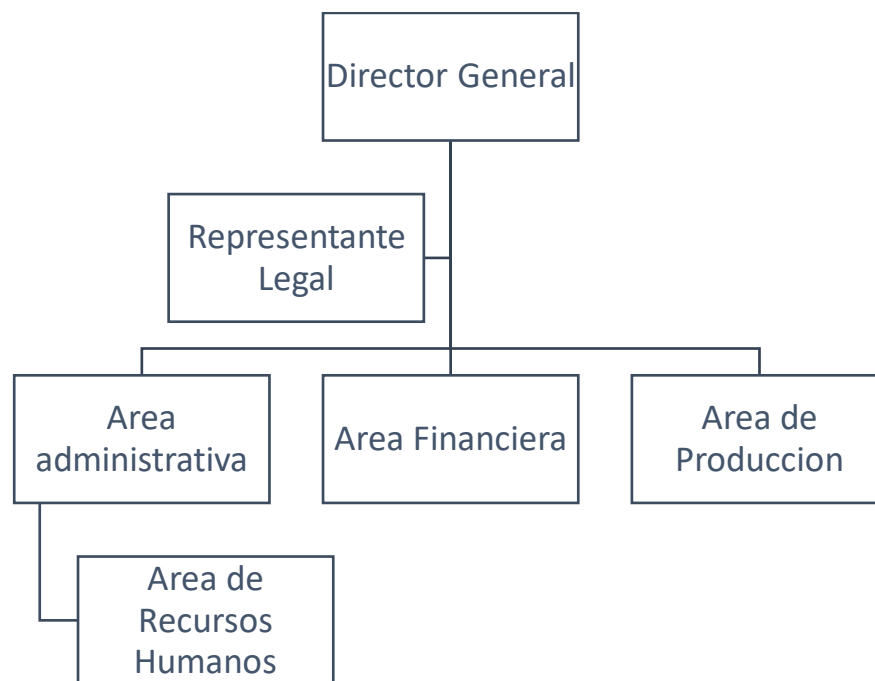 Director General
Representante
Legal
Area
administrativa
Area Financiera
Area de
Produccion
Area de
Recursos
Humanos